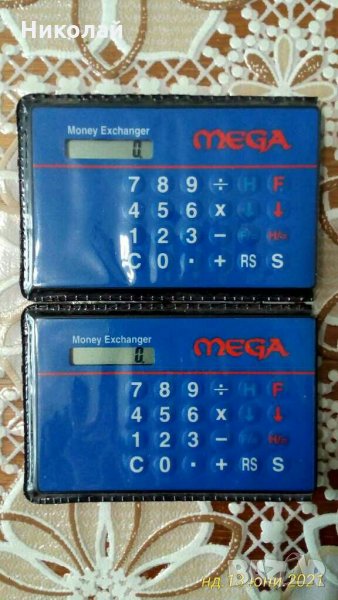 Николай
Money Exchanger
MEGA
0.
7 8 9 ÷ H F
4 5 6 x ↓ ↓
1 2 3 −
C 0 · + RS S
Money Exchanger
MEGA
0.
7 8 9 ÷ H F
4 5 6 x ↓ ↓
1 2 3 −
C 0 · + RS S
нд 13 юни.2021